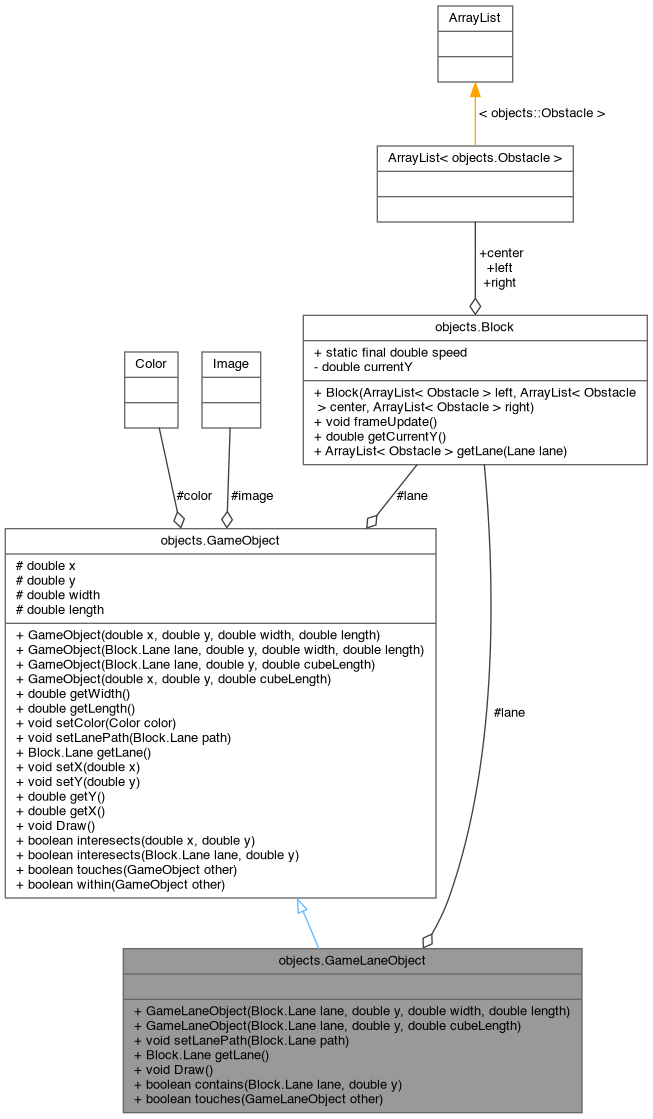 ArrayList
< objects::Obstacle >
ArrayList< objects.Obstacle >
+center
+left
+right
objects.Block
+ static final double speed
- double currentY
+ Block(ArrayList< Obstacle > left, ArrayList< Obstacle
> center, ArrayList< Obstacle > right)
+ void frameUpdate()
+ double getCurrentY()
+ ArrayList< Obstacle > getLane(Lane lane)
Color
Image
#color
#image
#lane
objects.GameObject
# double x
# double y
# double width
# double length
+ GameObject(double x, double y, double width, double length)
+ GameObject(Block.Lane lane, double y, double width, double length)
+ GameObject(Block.Lane lane, double y, double cubeLength)
+ GameObject(double x, double y, double cubeLength)
+ double getWidth()
+ double getLength()
+ void setColor(Color color)
+ void setLanePath(Block.Lane path)
+ Block.Lane getLane()
+ void setX(double x)
+ void setY(double y)
+ double getY()
+ double getX()
+ void Draw()
+ boolean interesects(double x, double y)
+ boolean interesects(Block.Lane lane, double y)
+ boolean touches(GameObject other)
+ boolean within(GameObject other)
#lane
objects.GameLaneObject
+ GameLaneObject(Block.Lane lane, double y, double width, double length)
+ GameLaneObject(Block.Lane lane, double y, double cubeLength)
+ void setLanePath(Block.Lane path)
+ Block.Lane getLane()
+ void Draw()
+ boolean contains(Block.Lane lane, double y)
+ boolean touches(GameLaneObject other)